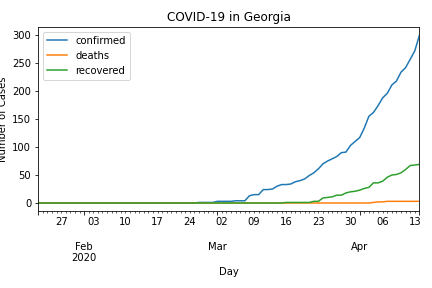 COVID-19 in Georgia
300
250
200
150
100
50
0
Number of Cases
confirmed
deaths
recovered
27 03 10 17 24 02 09 16 23 30 06 13
Feb Mar Apr
2020
Day